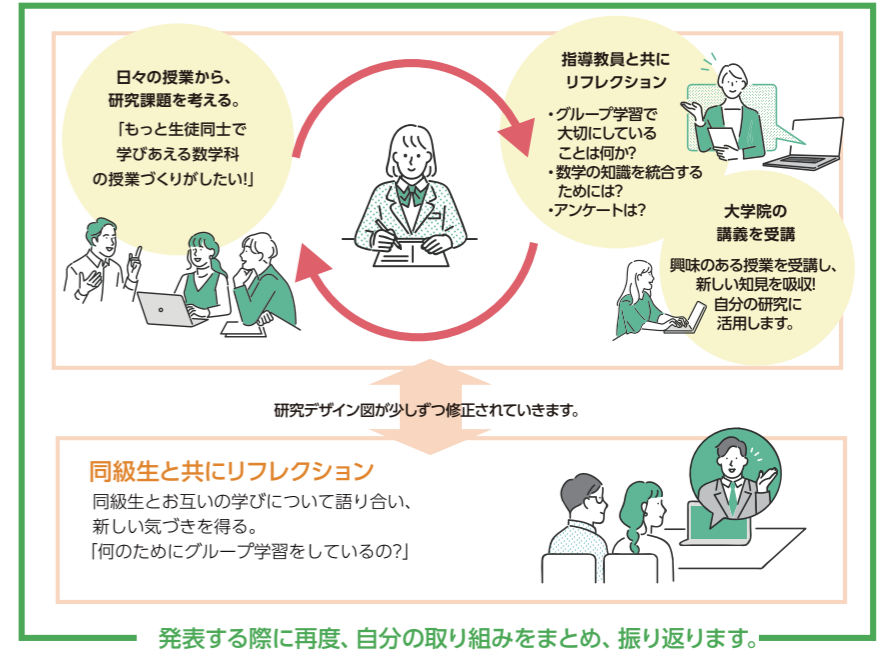 日々の授業から、
研究課題を考える。
「もっと生徒同士で
学びあえる数学科
の授業づくりがしたい!」
指導教員と共に
リフレクション
・グループ学習で
大切にしている
ことは何か?
・数学の知識を統合する
ためには?
・アンケートは?
大学院の
講義を受講
興味のある授業を受講し、
新しい知見を吸収!
自分の研究に
活用します。
研究デザイン図が少しずつ修正されていきます。
同級生と共にリフレクション
同級生とお互いの学びについて語り合い、
新しい気づきを得る。
「何のためにグループ学習をしているの?」
発表する際に再度、自分の取り組みをまとめ、振り返ります。